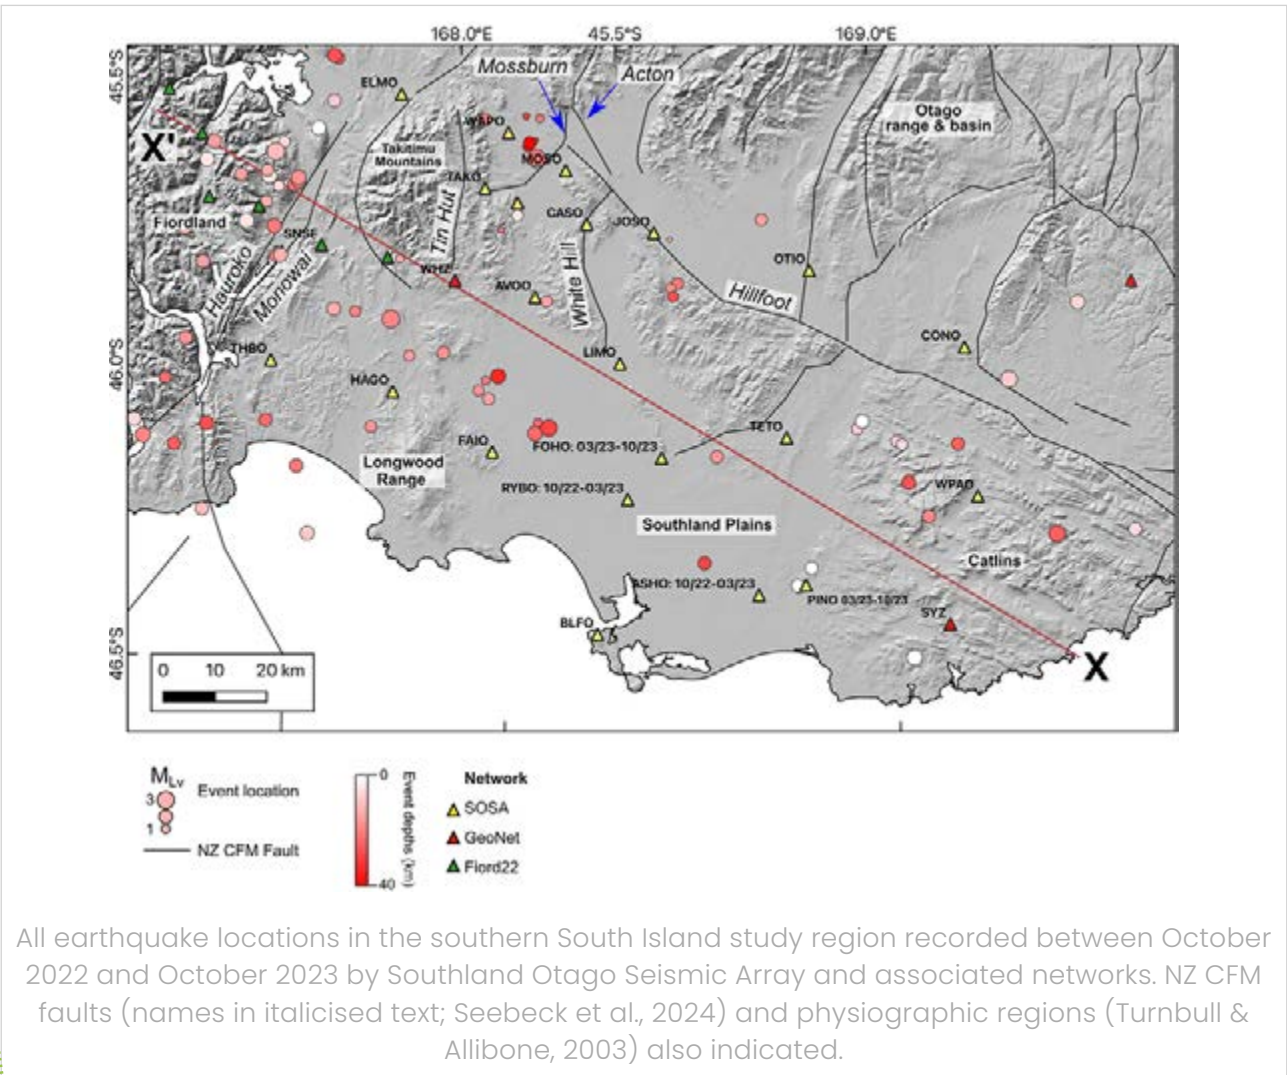 168.0°E
45.5°S
169.0°E
45.5°S
Mossburn
Acton
ELMO
Otago
range & basin
WAPO
X'
Takitimu
Mountains
MOSO
TAKO
Fiordland
Tin Hut
CASO
JOSO
SNSF
OTIO
Hauroko
Monowai
WHZ
AVOO
White Hill
Hillfoot
46.0°S
THBO
LIMO
CONO
HAGO
TETO
FAIO
FOHO: 03/23-10/23
Longwood
Range
RYBO: 10/22-03/23
WPAO
Southland Plains
Catlins
ASHO: 10/22-03/23
PINO 03/23-10/23
SYZ
BLFO
46.5°S
X
0 10 20 km
MLv
3
1
Event location
NZ CFM Fault
0
Event depths (km)
40
Network
SOSA
GeoNet
Fiord22
All earthquake locations in the southern South Island study region recorded between October
2022 and October 2023 by Southland Otago Seismic Array and associated networks. NZ CFM
faults (names in italicised text; Seebeck et al., 2024) and physiographic regions (Turnbull &
Allibone, 2003) also indicated.